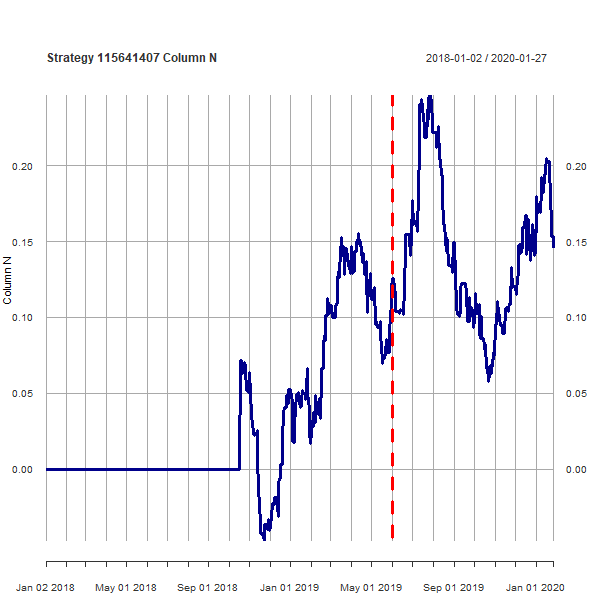 Strategy 115641407 Column N
2018-01-02 / 2020-01-27
0.20
0.20
0.15
0.15
Column N
0.10
0.10
0.05
0.05
0.00
0.00
Jan 02 2018
May 01 2018
Sep 01 2018
Jan 01 2019
May 01 2019
Sep 01 2019
Jan 01 2020